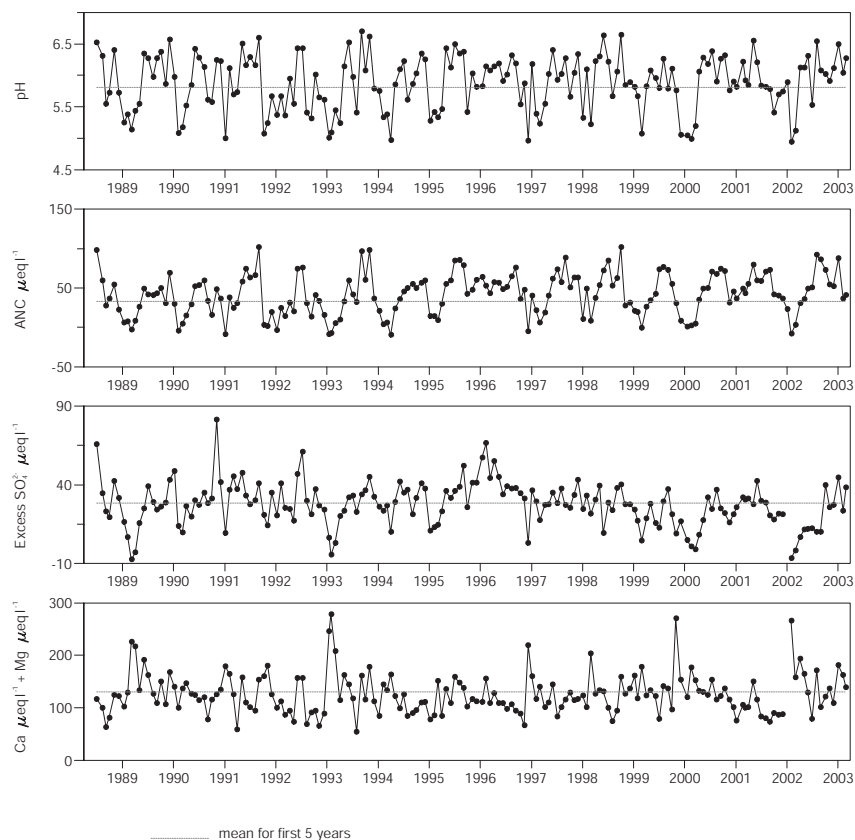 6.5
5.5
4.5
pH
1989 1990 1991 1992 1993 1994 1995 1996 1997 1998 1999 2000 2001 2002 2003
150
50
-50
ANC μeql⁻¹
1989 1990 1991 1992 1993 1994 1995 1996 1997 1998 1999 2000 2001 2002 2003
90
40
-10
Excess SO₄²⁻ μeql⁻¹
1989 1990 1991 1992 1993 1994 1995 1996 1997 1998 1999 2000 2001 2002 2003
300
200
100
0
Ca μeql⁻¹ + Mg μeql⁻¹
1989 1990 1991 1992 1993 1994 1995 1996 1997 1998 1999 2000 2001 2002 2003
mean for first 5 years